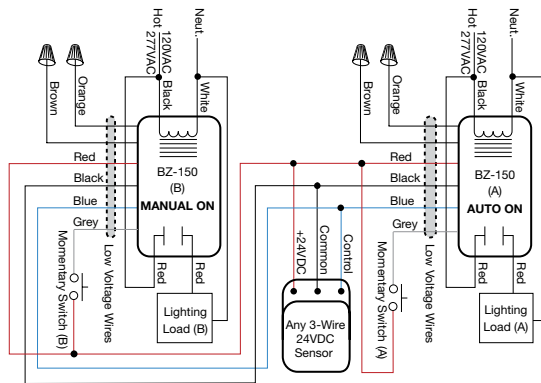 Hot
120VAC
277VAC
Neut.
Black
White
Brown
Orange
Red
Black
Blue
Grey
BZ-150
(B)
MANUAL ON
Red
Red
Low Voltage Wires
Momentary Switch (B)
Lighting
Load (B)
+24VDC
Common
Control
Any 3-Wire
24VDC
Sensor
Hot
120VAC
277VAC
Neut.
Black
White
Brown
Orange
Red
Black
Blue
Grey
BZ-150
(A)
AUTO ON
Red
Red
Low Voltage Wires
Momentary Switch (A)
Lighting
Load (A)